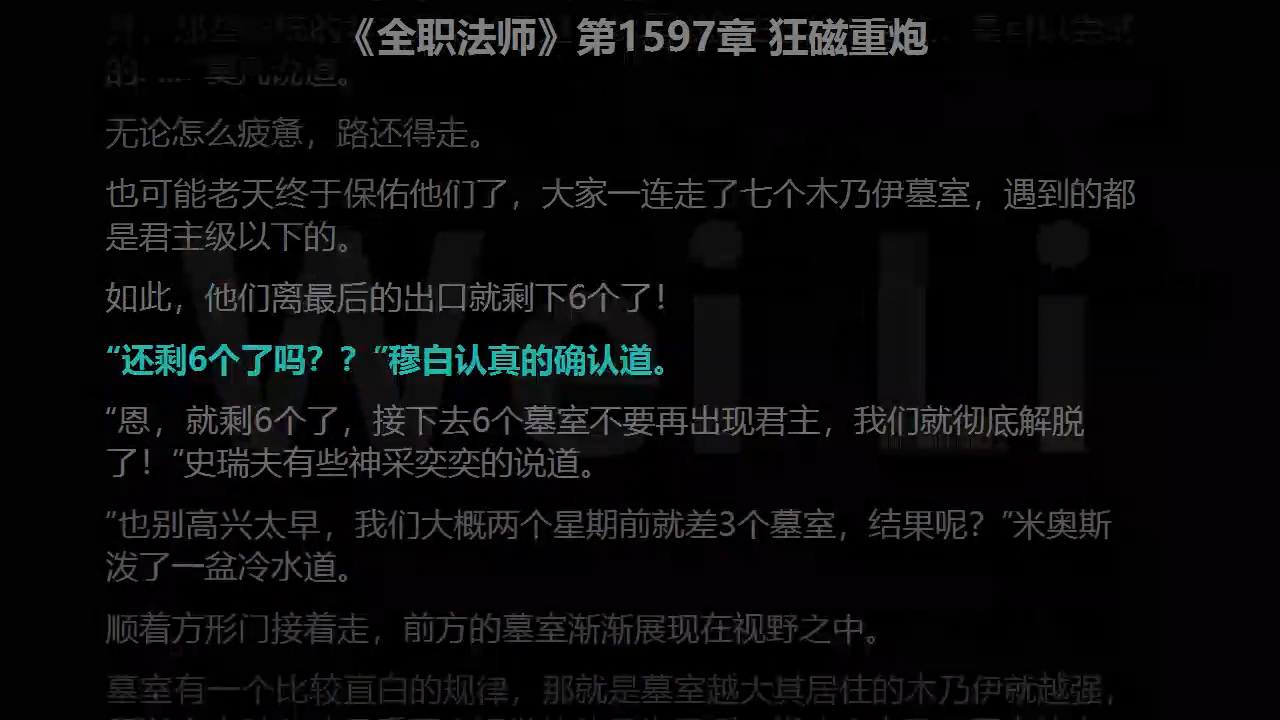 《全职法师》第1597章 狂磁重炮
的……”莫凡说道。
无论怎么疲惫，路还得走。
也可能老天终于保佑他们了，大家一连走了七个木乃伊墓室，遇到的都
是君主级以下的。
如此，他们离最后的出口就剩下6个了！
“还剩6个了吗？？”穆白认真的确认道。
“恩，就剩6个了，接下去6个墓室不要再出现君主，我们就彻底解脱
了！”史瑞夫有些神采奕奕的说道。
“也别高兴太早，我们大概两个星期前就差3个墓室，结果呢？”米奥斯
泼了一盆冷水道。
顺着方形门接着走，前方的墓室渐渐展现在视野之中。
墓室有一个比较直白的规律，那就是墓室越大其居住的木乃伊就越强，
Wei Li